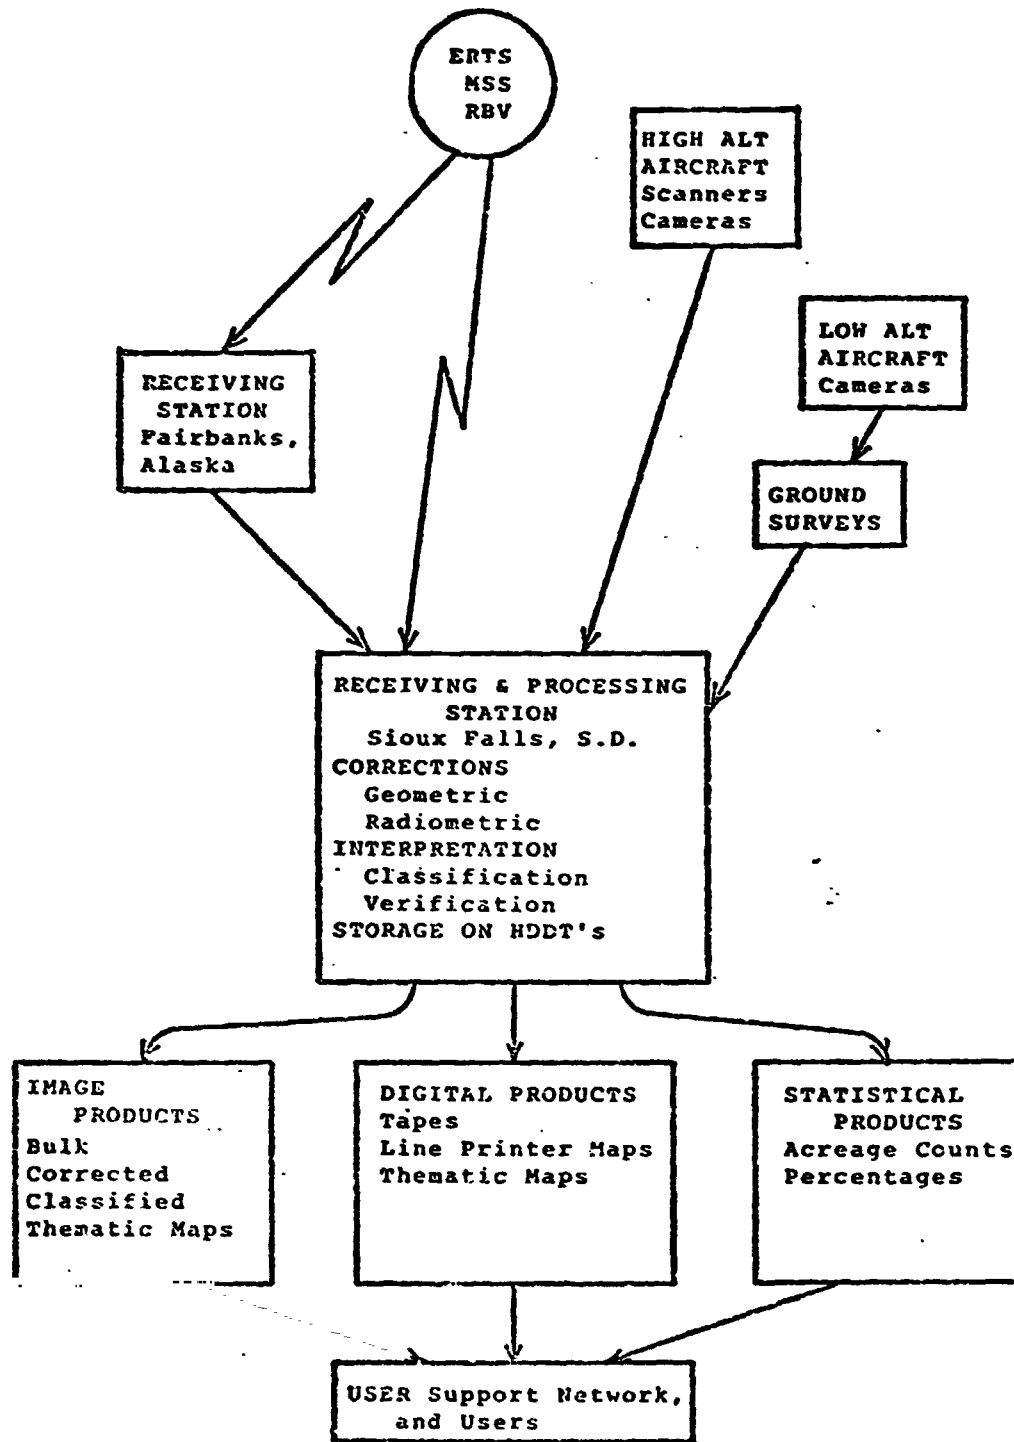 ERTS
MSS
RBV
HIGH ALT
AIRCRAFT
Scanners
Cameras
LOW ALT
AIRCRAFT
Cameras
RECEIVING
STATION
Fairbanks,
Alaska
GROUND
SURVEYS
RECEIVING & PROCESSING
STATION
Sioux Falls, S.D.
CORRECTIONS
Geometric
Radiometric
INTERPRETATION
Classification
Verification
STORAGE ON HDDT's
IMAGE
PRODUCTS
Bulk
Corrected
Classified
Thematic Maps
DIGITAL PRODUCTS
Tapes
Line Printer Maps
Thematic Maps
STATISTICAL
PRODUCTS
Acreage Counts
Percentages
USER Support Network,
and Users